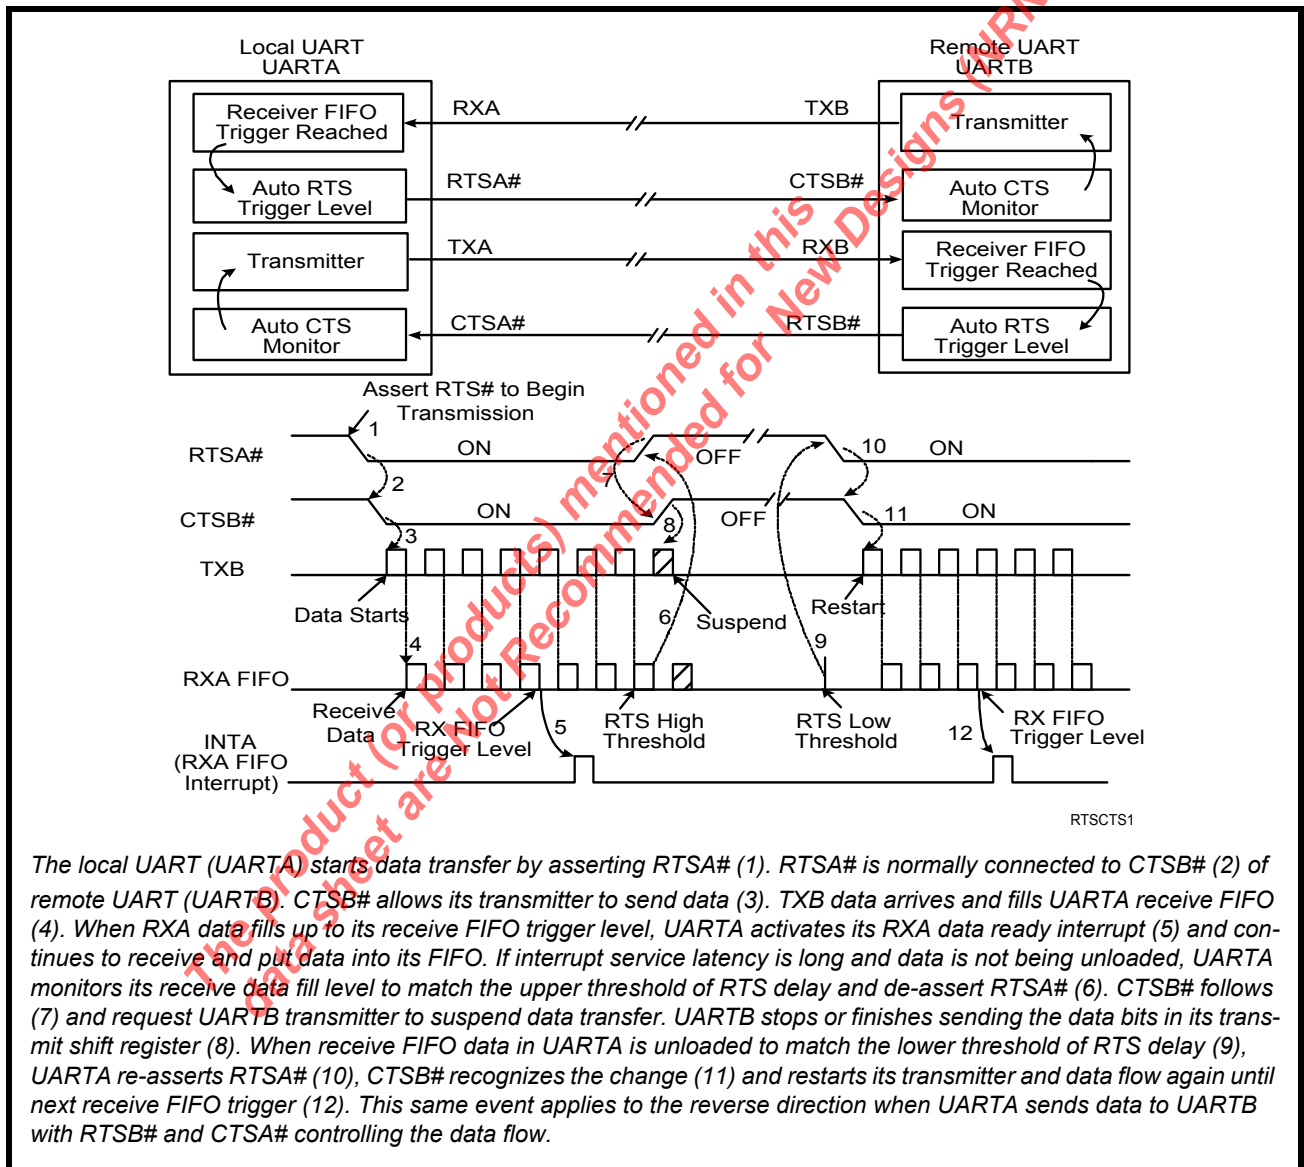 Local UART
UARTA
Remote UART
UARTB
Receiver FIFO
Trigger Reached
RXA
TXB
Transmitter
Auto RTS
Trigger Level
RTSA#
CTSB#
Auto CTS
Monitor
Transmitter
TXA
RXB
Receiver FIFO
Trigger Reached
Auto CTS
Monitor
CTSA#
RTSB#
Auto RTS
Trigger Level
Assert RTS# to Begin
Transmission
RTSA#
1
ON
7
OFF
10
ON
2
CTSB#
ON
8
OFF
11
ON
3
TXB
Data Starts
Suspend
Restart
4
6
9
RXA FIFO
Receive
Data
RX FIFO
Trigger Level
5
RTS High
Threshold
RTS Low
Threshold
12
RX FIFO
Trigger Level
INTA
(RXA FIFO
Interrupt)
RTSCTS1
The local UART (UARTA) starts data transfer by asserting RTSA# (1). RTSA# is normally connected to CTSB# (2) of
remote UART (UARTB). CTSB# allows its transmitter to send data (3). TXB data arrives and fills UARTA receive FIFO
(4). When RXA data fills up to its receive FIFO trigger level, UARTA activates its RXA data ready interrupt (5) and con-
tinues to receive and put data into its FIFO. If interrupt service latency is long and data is not being unloaded, UARTA
monitors its receive data fill level to match the upper threshold of RTS delay and de-assert RTSA# (6). CTSB# follows
(7) and request UARTB transmitter to suspend data transfer. UARTB stops or finishes sending the data bits in its trans-
mit shift register (8). When receive FIFO data in UARTA is unloaded to match the lower threshold of RTS delay (9),
UARTA re-asserts RTSA# (10), CTSB# recognizes the change (11) and restarts its transmitter and data flow again until
next receive FIFO trigger (12). This same event applies to the reverse direction when UARTA sends data to UARTB
with RTSB# and CTSA# controlling the data flow.
The product (or products) mentioned in this
data sheet are Not Recommended for New Designs (NRN